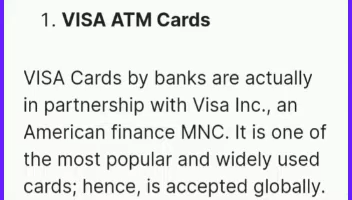 1. VISA ATM Cards
VISA Cards by banks are actually
in partnership with Visa Inc., an
American finance MNC. It is one of
the most popular and widely used
cards; hence, is accepted globally.